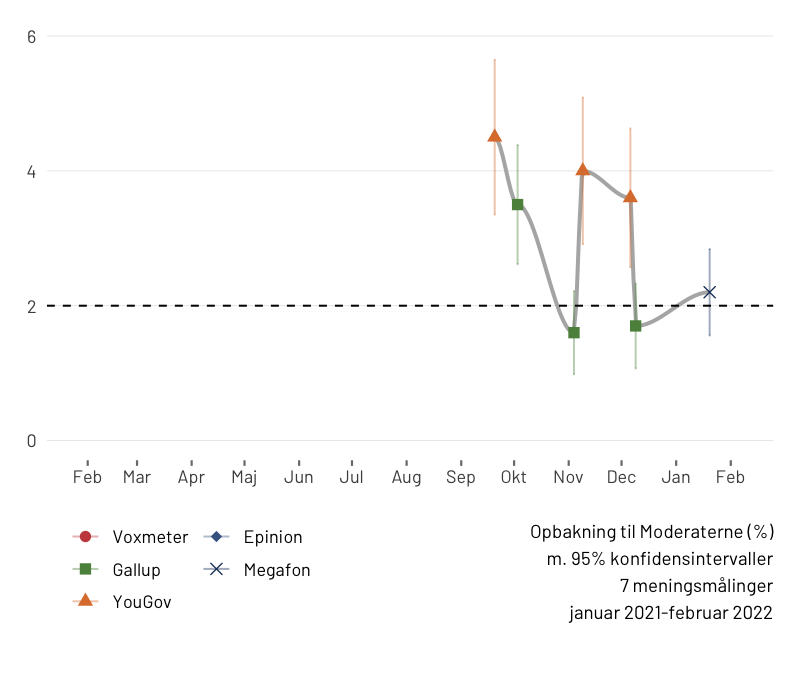 6
4
2
0
Feb Mar Apr Maj Jun Jul Aug Sep Okt Nov Dec Jan Feb
Voxmeter Epinion
Gallup Megafon
YouGov
Opbakning til Moderaterne (%)
m. 95% konfidensintervaller
7 meningsmålinger
januar 2021-februar 2022